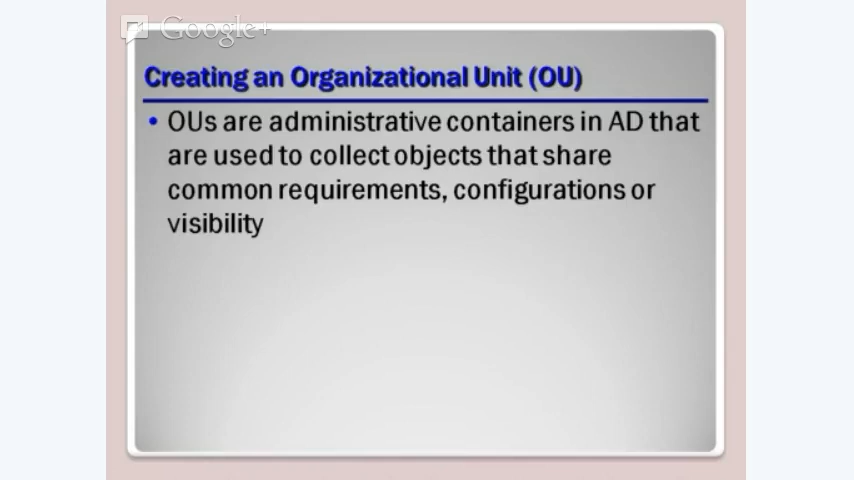 Google+
Creating an Organizational Unit (OU)
• OUs are administrative containers in AD that
are used to collect objects that share
common requirements, configurations or
visibility